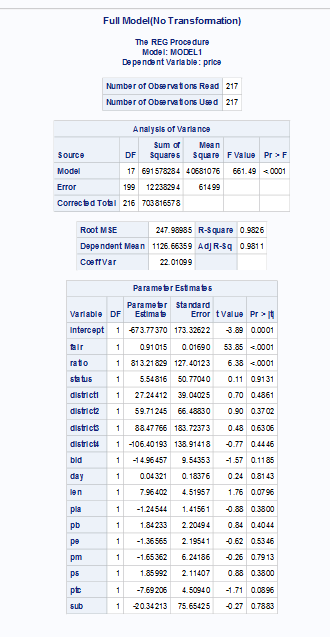 Full Model(No Transformation)
The REG Procedure
Model: MODEL1
Dependent Variable: price
Number of Observations Read 217
Number of Observations Used 217
Analysis of Variance
Source DF Sum of Squares Mean Square F Value Pr > F
Model 17 691578284 40681076 661.49 <.0001
Error 199 12238294 61499
Corrected Total 216 703816578
Root MSE 247.98985 R-Square 0.9826
Dependent Mean 1126.66359 Adj R-Sq 0.9811
Coeff Var 22.01099
Parameter Estimates
Variable DF Parameter Estimate Standard Error t Value Pr > |t|
Intercept 1 -673.77370 173.32622 -3.89 0.0001
fair 1 0.91015 0.01690 53.85 <.0001
ratio 1 813.21829 127.40123 6.38 <.0001
status 1 5.54816 50.77040 0.11 0.9131
district1 1 27.24412 39.04025 0.70 0.4861
district2 1 59.71245 66.48830 0.90 0.3702
district3 1 88.47766 183.72373 0.48 0.6306
district4 1 -106.40193 138.91418 -0.77 0.4446
bid 1 -14.96457 9.54353 -1.57 0.1185
day 1 0.04321 0.18376 0.24 0.8143
len 1 7.96402 4.51957 1.76 0.0796
pla 1 -1.24544 1.41561 -0.88 0.3800
pb 1 1.84233 2.20494 0.84 0.4044
pe 1 -1.36565 2.19541 -0.62 0.5346
pm 1 -1.65362 6.24186 -0.26 0.7913
ps 1 1.85992 2.11407 0.88 0.3800
ptc 1 -7.69206 4.50940 -1.71 0.0896
sub 1 -20.34213 75.65425 -0.27 0.7883